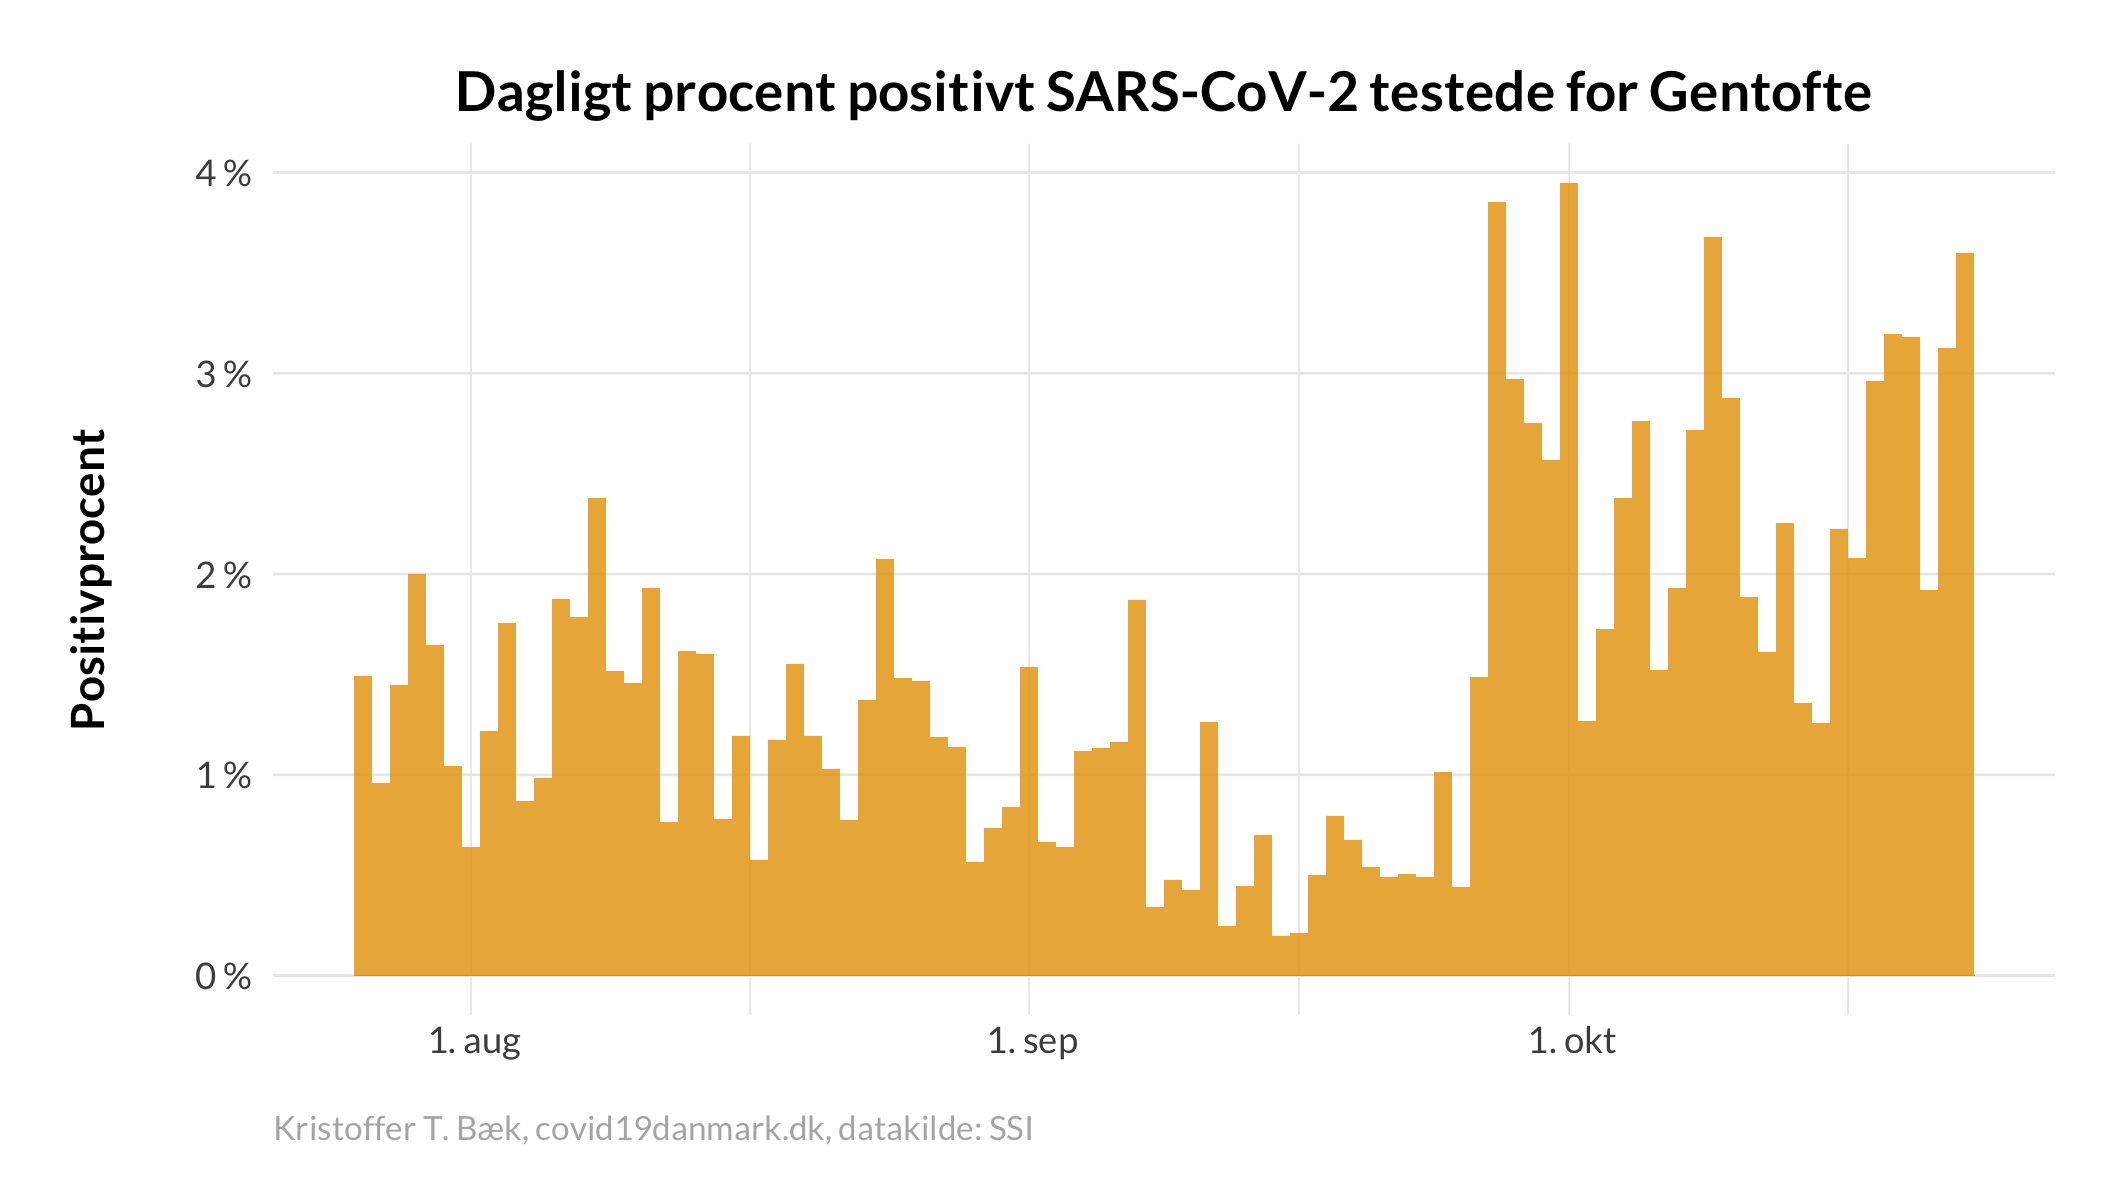 Dagligt procent positivt SARS-CoV-2 testede for Gentofte
Positivprocent
4 %
3 %
2 %
1 %
0 %
1. aug
1. sep
1. okt
Kristoffer T. Bæk, covid19danmark.dk, datakilde: SSI